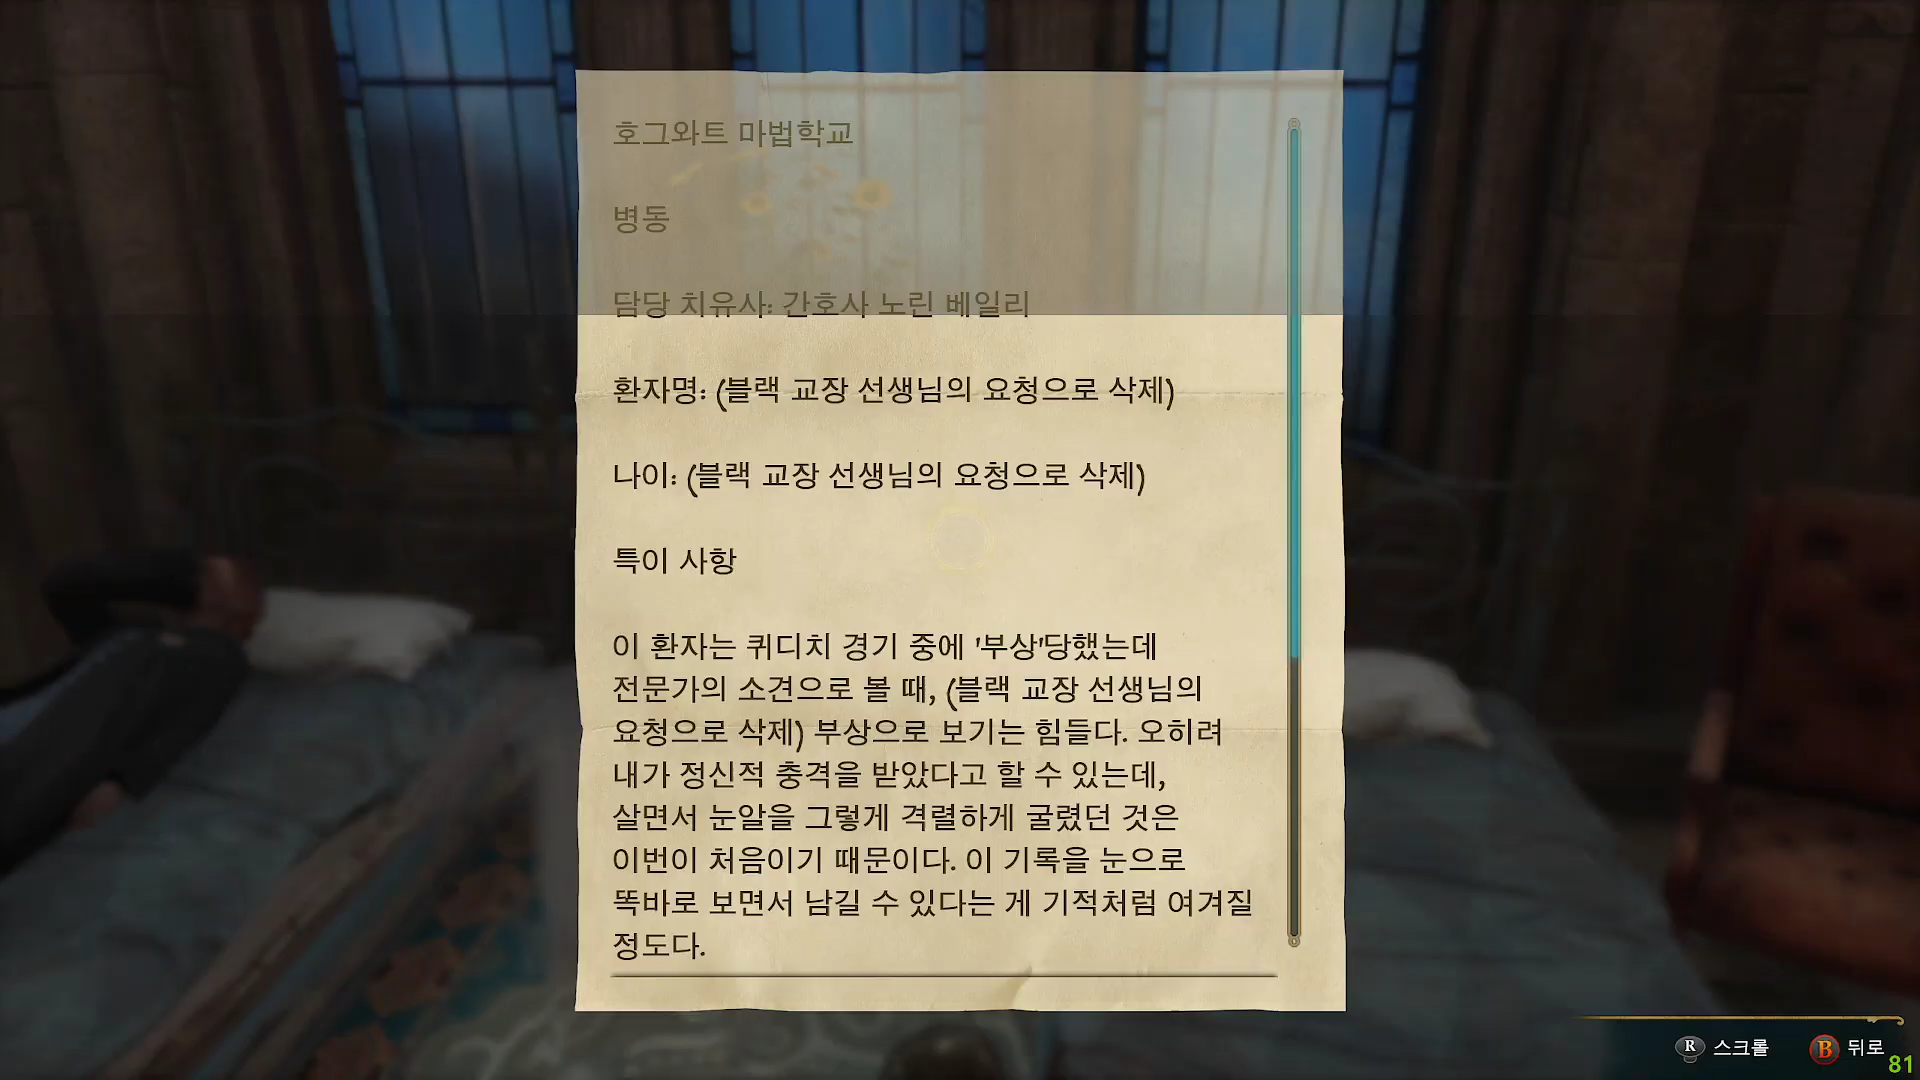 호그와트 마법학교
병동
담당 치유사: 간호사 노린 베일리
환자명: (블랙 교장 선생님의 요청으로 삭제)
나이: (블랙 교장 선생님의 요청으로 삭제)
특이 사항
이 환자는 퀴디치 경기 중에 '부상'당했는데
전문가의 소견으로 볼 때, (블랙 교장 선생님의
요청으로 삭제) 부상으로 보기는 힘들다. 오히려
내가 정신적 충격을 받았다고 할 수 있는데,
살면서 눈알을 그렇게 격렬하게 굴렸던 것은
이번이 처음이기 때문이다. 이 기록을 눈으로
똑바로 보면서 남길 수 있다는 게 기적처럼 여겨질
정도다.
R 스크롤 B 뒤로
81